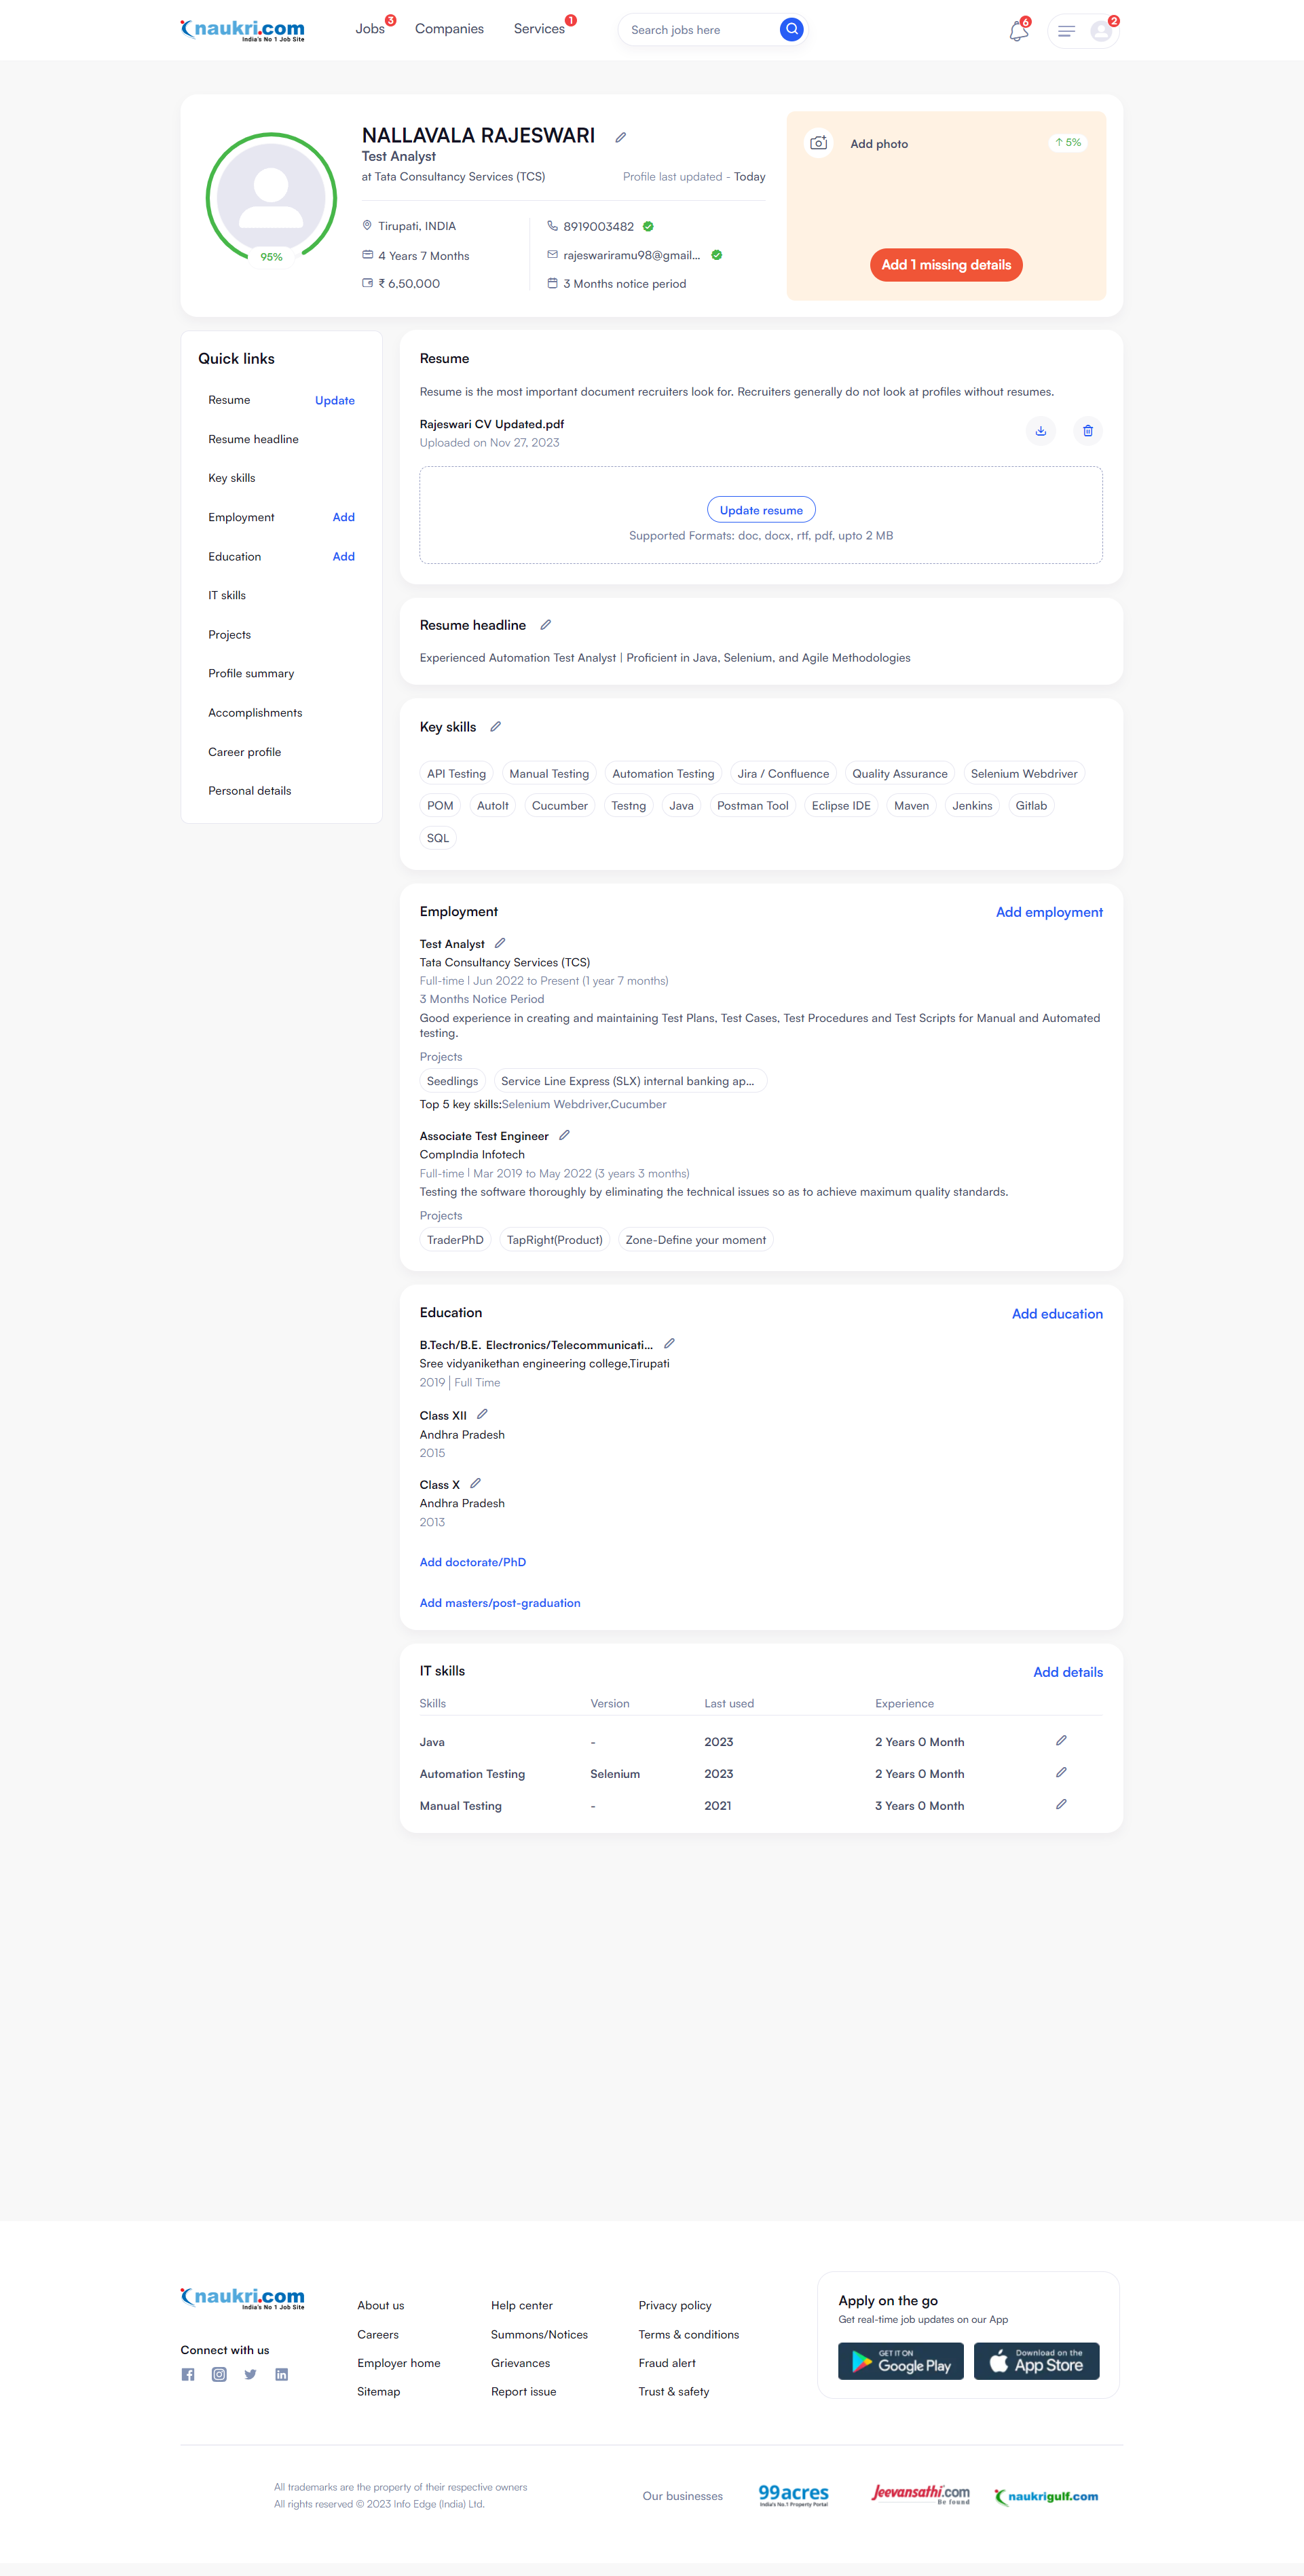 naukri.com
India's No 1 Job Site
Jobs 3
Companies
Services 1
Search jobs here
6
2
NALLAVALA RAJESWARI
Test Analyst
at Tata Consultancy Services (TCS)
Profile last updated - Today
Tirupati, INDIA
4 Years 7 Months
₹ 6,50,000
8919003482
rajeswariramu98@gmail...
3 Months notice period
95%
Add photo
↑ 5%
Add 1 missing details
Quick links
Resume Update
Resume headline
Key skills
Employment Add
Education Add
IT skills
Projects
Profile summary
Accomplishments
Career profile
Personal details
Resume
Resume is the most important document recruiters look for. Recruiters generally do not look at profiles without resumes.
Rajeswari CV Updated.pdf
Uploaded on Nov 27, 2023
Update resume
Supported Formats: doc, docx, rtf, pdf, upto 2 MB
Resume headline
Experienced Automation Test Analyst | Proficient in Java, Selenium, and Agile Methodologies
Key skills
API Testing Manual Testing Automation Testing Jira / Confluence Quality Assurance Selenium Webdriver
POM AutoIt Cucumber Testng Java Postman Tool Eclipse IDE Maven Jenkins Gitlab
SQL
Employment
Add employment
Test Analyst
Tata Consultancy Services (TCS)
Full-time | Jun 2022 to Present (1 year 7 months)
3 Months Notice Period
Good experience in creating and maintaining Test Plans, Test Cases, Test Procedures and Test Scripts for Manual and Automated
testing.
Projects
Seedlings Service Line Express (SLX) internal banking ap...
Top 5 key skills:Selenium Webdriver,Cucumber
Associate Test Engineer
CompIndia Infotech
Full-time | Mar 2019 to May 2022 (3 years 3 months)
Testing the software thoroughly by eliminating the technical issues so as to achieve maximum quality standards.
Projects
TraderPhD TapRight(Product) Zone-Define your moment
Education
Add education
B.Tech/B.E. Electronics/Telecommunicati...
Sree vidyanikethan engineering college,Tirupati
2019 | Full Time
Class XII
Andhra Pradesh
2015
Class X
Andhra Pradesh
2013
Add doctorate/PhD
Add masters/post-graduation
IT skills
Add details
Skills Version Last used Experience
Java - 2023 2 Years 0 Month
Automation Testing Selenium 2023 2 Years 0 Month
Manual Testing - 2021 3 Years 0 Month
naukri.com
India's No 1 Job Site
Connect with us
About us
Careers
Employer home
Sitemap
Help center
Summons/Notices
Grievances
Report issue
Privacy policy
Terms & conditions
Fraud alert
Trust & safety
Apply on the go
Get real-time job updates on our App
GET IT ON
Google Play
Download on the
App Store
All trademarks are the property of their respective owners
All rights reserved © 2023 Info Edge (India) Ltd.
Our businesses
99acres
India's No.1 Property Portal
Jeevansathi.com
Be found
naukrigulf.com